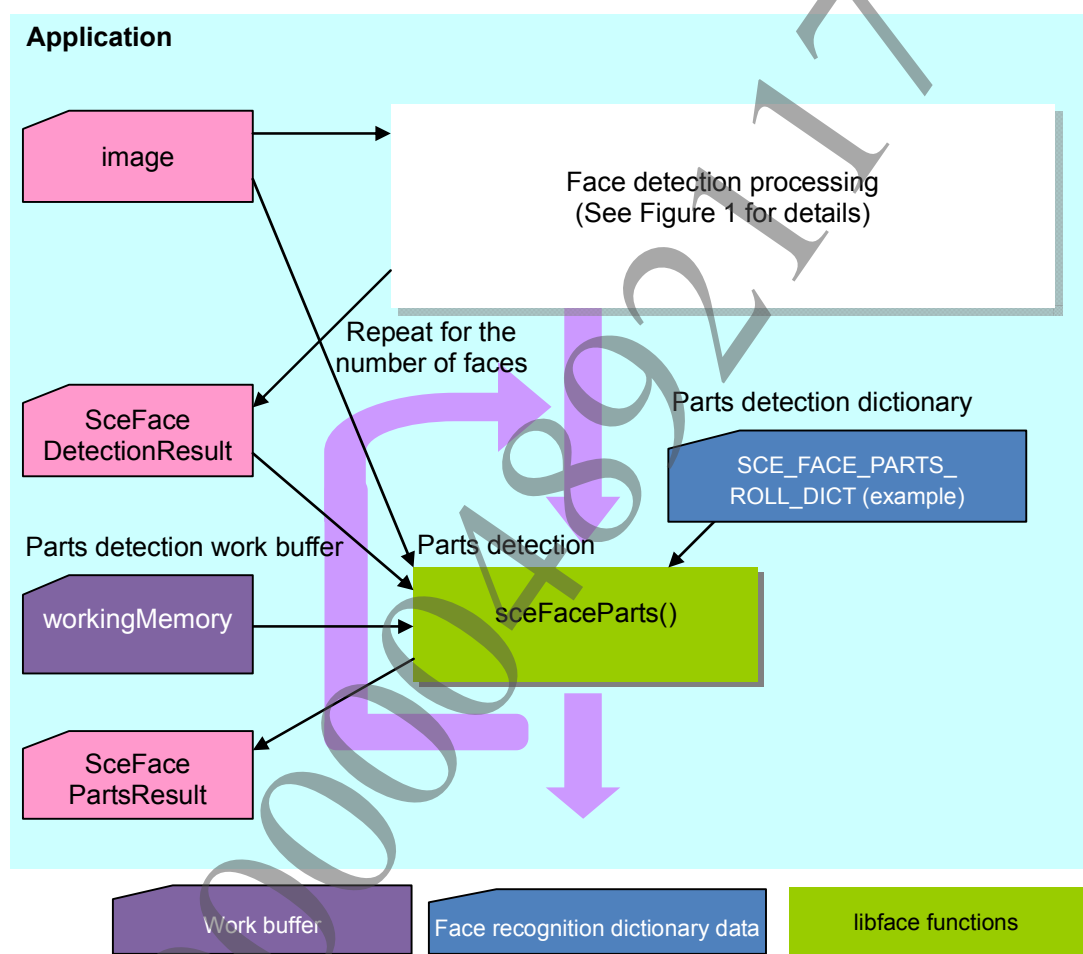 Application
image
Face detection processing
(See Figure 1 for details)
Repeat for the
number of faces
SceFace
DetectionResult
Parts detection dictionary
SCE_FACE_PARTS_
ROLL_DICT (example)
Parts detection work buffer
Parts detection
workingMemory
sceFaceParts()
SceFace
PartsResult
Work buffer
Face recognition dictionary data
libface functions